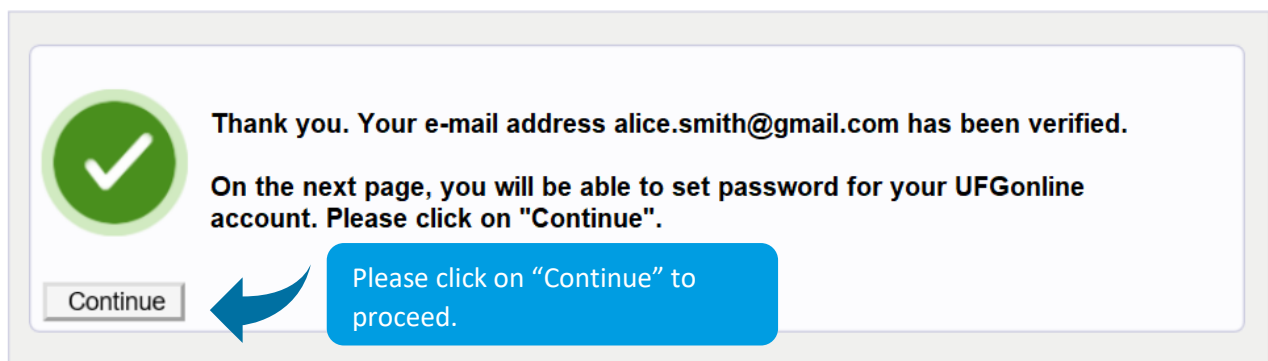 Thank you. Your e-mail address alice.smith@gmail.com has been verified.
On the next page, you will be able to set password for your UFGonline
account. Please click on "Continue".
Please click on “Continue” to
proceed.
Continue